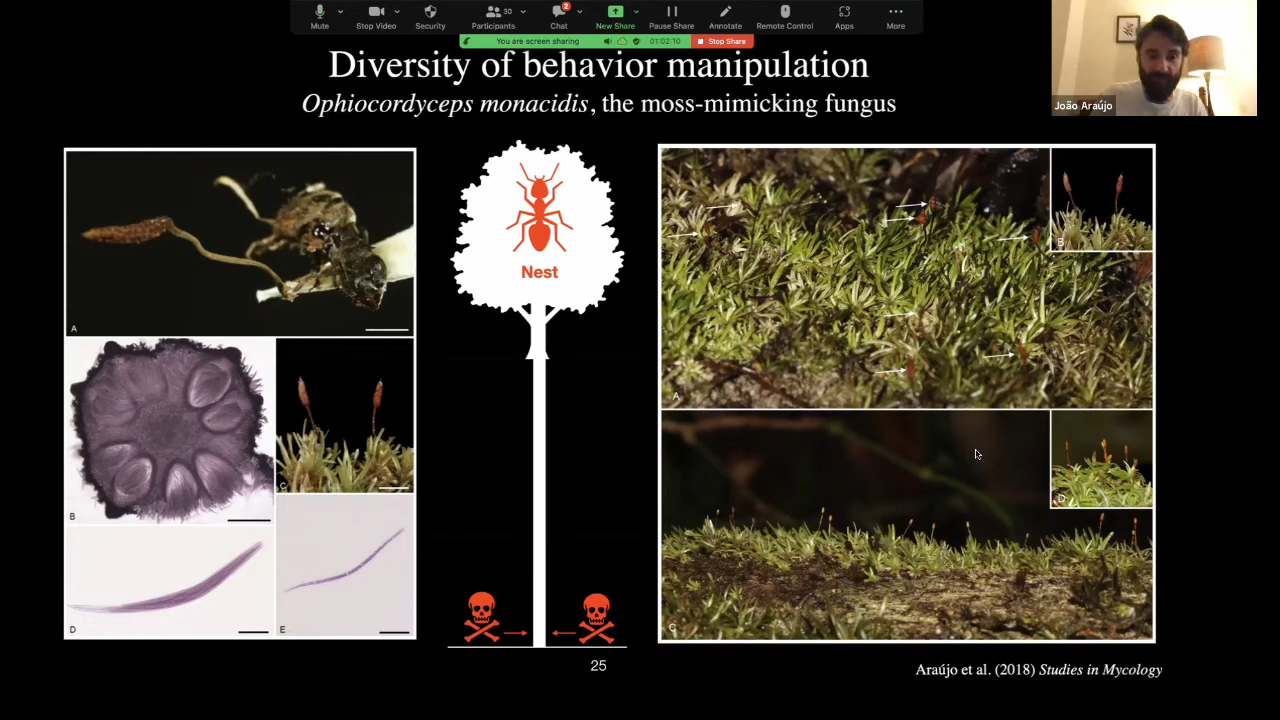 Mute
Stop Video
Security
Participants 30
Chat 2
New Share
Pause Share
Annotate
Remote Control
Apps
More
You are screen sharing
01:02:10
Stop Share
João Araújo
Diversity of behavior manipulation
Ophiocordyceps monacidis, the moss-mimicking fungus
A
B
C
D
E
Nest
A
B
C
D
25
Araújo et al. (2018) Studies in Mycology